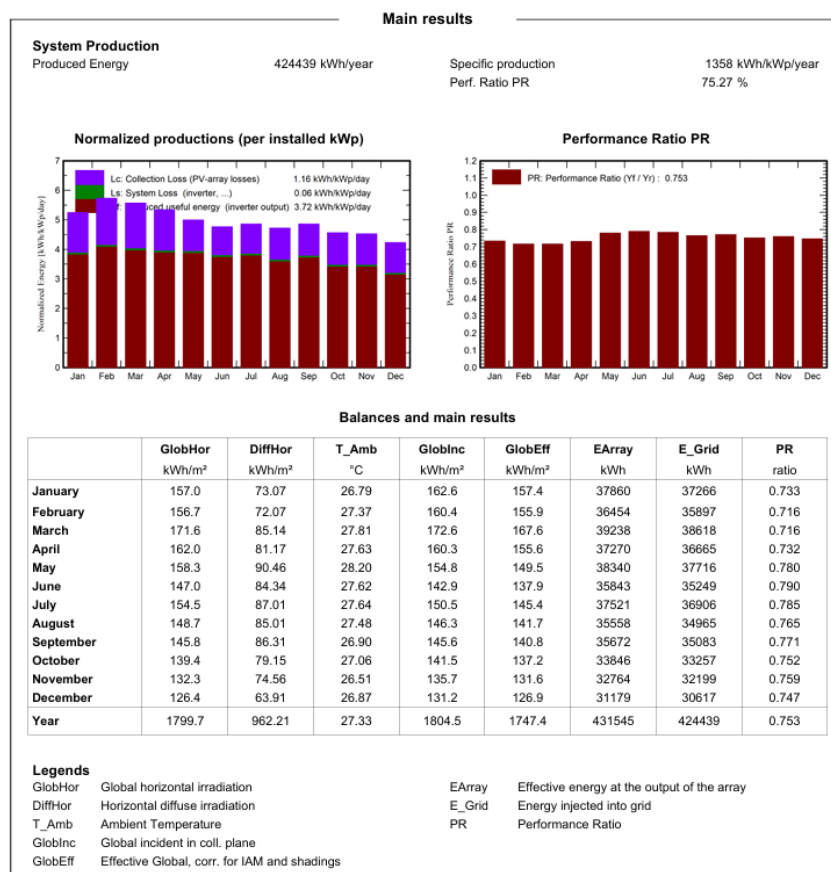 Main results
System Production
Produced Energy 424439 kWh/year Specific production 1358 kWh/kWp/year
Perf. Ratio PR 75.27 %
Normalized productions (per installed kWp)
7
6
5
4
3
2
1
0
Normalized Energy [kWh/kWp/day]
Lc: Collection Loss (PV-array losses) 1.16 kWh/kWp/day
Ls: System Loss (inverter, ...) 0.06 kWh/kWp/day
useful energy (inverter output) 3.72 kWh/kWp/day
Jan Feb Mar Apr May Jun Jul Aug Sep Oct Nov Dec
Performance Ratio PR
1.2
1.1
1.0
0.9
0.8
0.7
0.6
0.5
0.4
0.3
0.2
0.1
0.0
Performance Ratio PR
PR: Performance Ratio (Yf / Yr) : 0.753
Jan Feb Mar Apr May Jun Jul Aug Sep Oct Nov Dec
Balances and main results
GlobHor DiffHor T_Amb GlobInc GlobEff EArray E_Grid PR
kWh/m² kWh/m² °C kWh/m² kWh/m² kWh kWh ratio
January 157.0 73.07 26.79 162.6 157.4 37860 37266 0.733
February 156.7 72.07 27.37 160.4 155.9 36454 35897 0.716
March 171.6 85.14 27.81 172.6 167.6 39238 38618 0.716
April 162.0 81.17 27.63 160.3 155.6 37270 36665 0.732
May 158.3 90.46 28.20 154.8 149.5 38340 37716 0.780
June 147.0 84.34 27.62 142.9 137.9 35843 35249 0.790
July 154.5 87.01 27.64 150.5 145.4 37521 36906 0.785
August 148.7 85.01 27.48 146.3 141.7 35558 34965 0.765
September 145.8 86.31 26.90 145.6 140.8 35672 35083 0.771
October 139.4 79.15 27.06 141.5 137.2 33846 33257 0.752
November 132.3 74.56 26.51 135.7 131.6 32764 32199 0.759
December 126.4 63.91 26.87 131.2 126.9 31179 30617 0.747
Year 1799.7 962.21 27.33 1804.5 1747.4 431545 424439 0.753
Legends
GlobHor Global horizontal irradiation EArray Effective energy at the output of the array
DiffHor Horizontal diffuse irradiation E_Grid Energy injected into grid
T_Amb Ambient Temperature PR Performance Ratio
GlobInc Global incident in coll. plane
GlobEff Effective Global, corr. for IAM and shadings